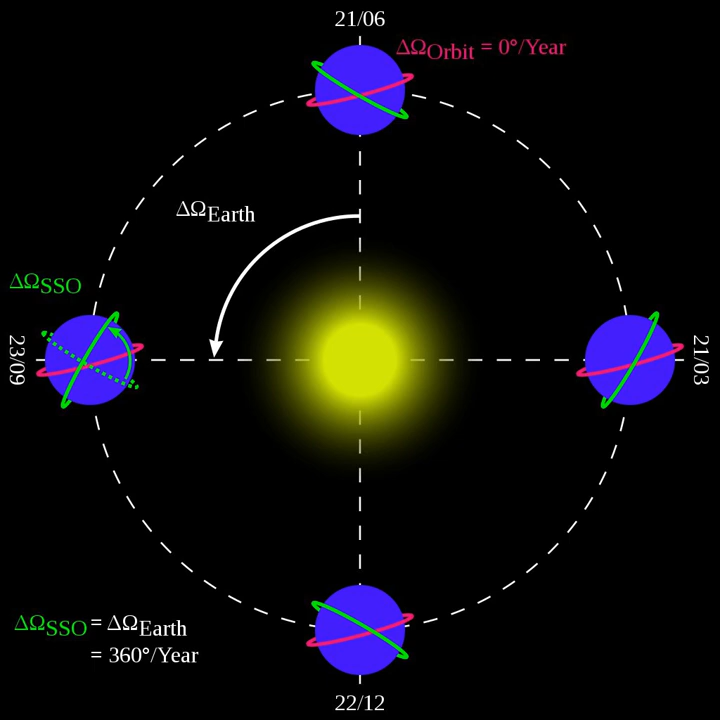 21/06
ΔΩOrbit = 0°/Year
ΔΩEarth
ΔΩSSO
23/09
21/03
ΔΩSSO = ΔΩEarth
= 360°/Year
22/12